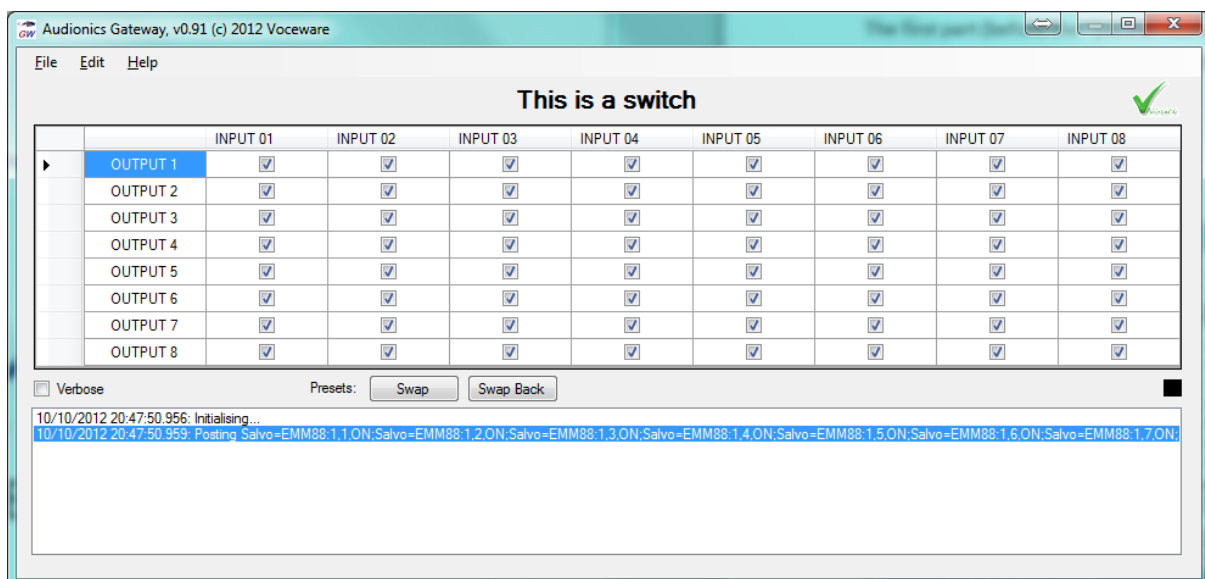 Audionics Gateway, v0.91 (c) 2012 Voceware
File Edit Help
This is a switch
INPUT 01 INPUT 02 INPUT 03 INPUT 04 INPUT 05 INPUT 06 INPUT 07 INPUT 08
OUTPUT 1
OUTPUT 2
OUTPUT 3
OUTPUT 4
OUTPUT 5
OUTPUT 6
OUTPUT 7
OUTPUT 8
Verbose Presets: Swap Swap Back
10/10/2012 20:47:50.956: Initialising...
10/10/2012 20:47:50.959: Posting Salvo=EMM88:1,1,ON;Salvo=EMM88:1,2,ON;Salvo=EMM88:1,3,ON;Salvo=EMM88:1,4,ON;Salvo=EMM88:1,5,ON;Salvo=EMM88:1,6,ON;Salvo=EMM88:1,7,ON;